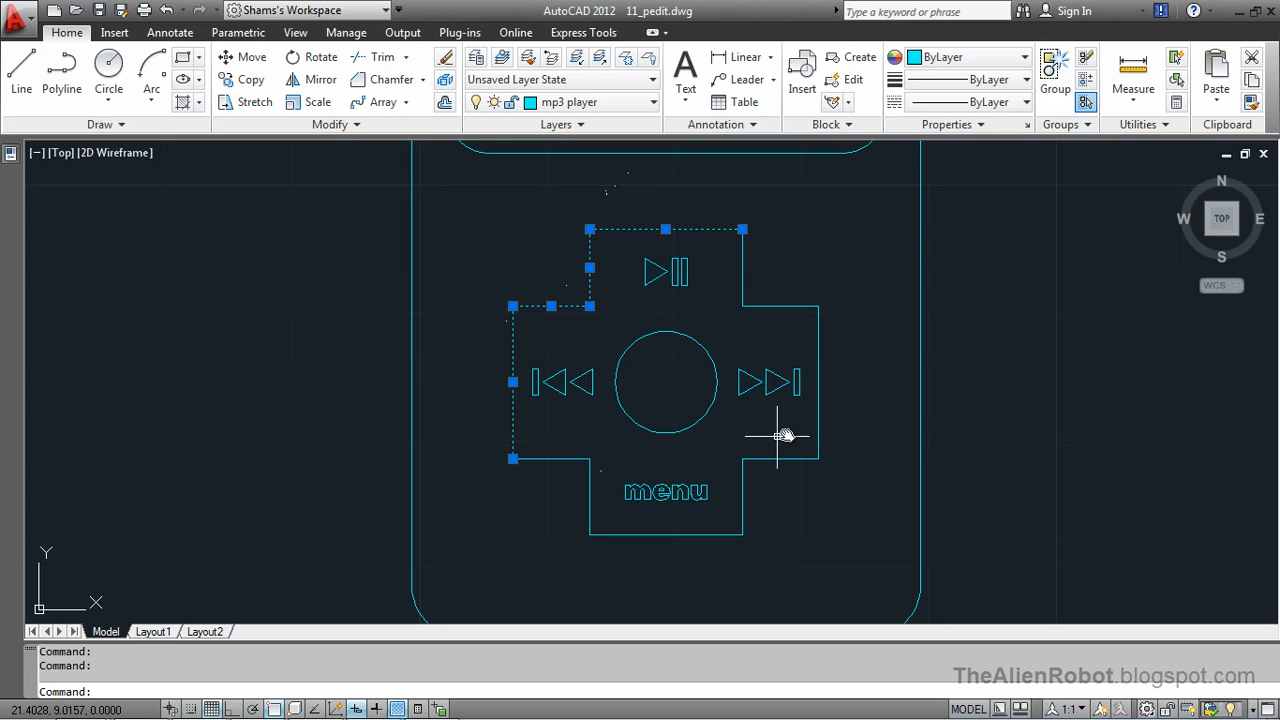 Shams's Workspace
AutoCAD 2012 11_pedit.dwg
Type a keyword or phrase
Sign In
Home Insert Annotate Parametric View Manage Output Plug-ins Online Express Tools
Line
Polyline
Circle
Arc
Draw
Move Rotate Trim
Copy Mirror Chamfer
Stretch Scale Array
Modify
Unsaved Layer State
mp3 player
Layers
Text
Linear
Leader
Table
Annotation
Insert
Create
Edit
Block
ByLayer
ByLayer
ByLayer
Properties
Group
Groups
Measure
Utilities
Paste
Clipboard
[−] [Top] [2D Wireframe]
N
W TOP E
S
WCS
menu
Y
X
Model Layout1 Layout2
Command:
Command:
Command:
TheAlienRobot.blogspot.com
21.4028, 9.0157, 0.0000
MODEL
1:1